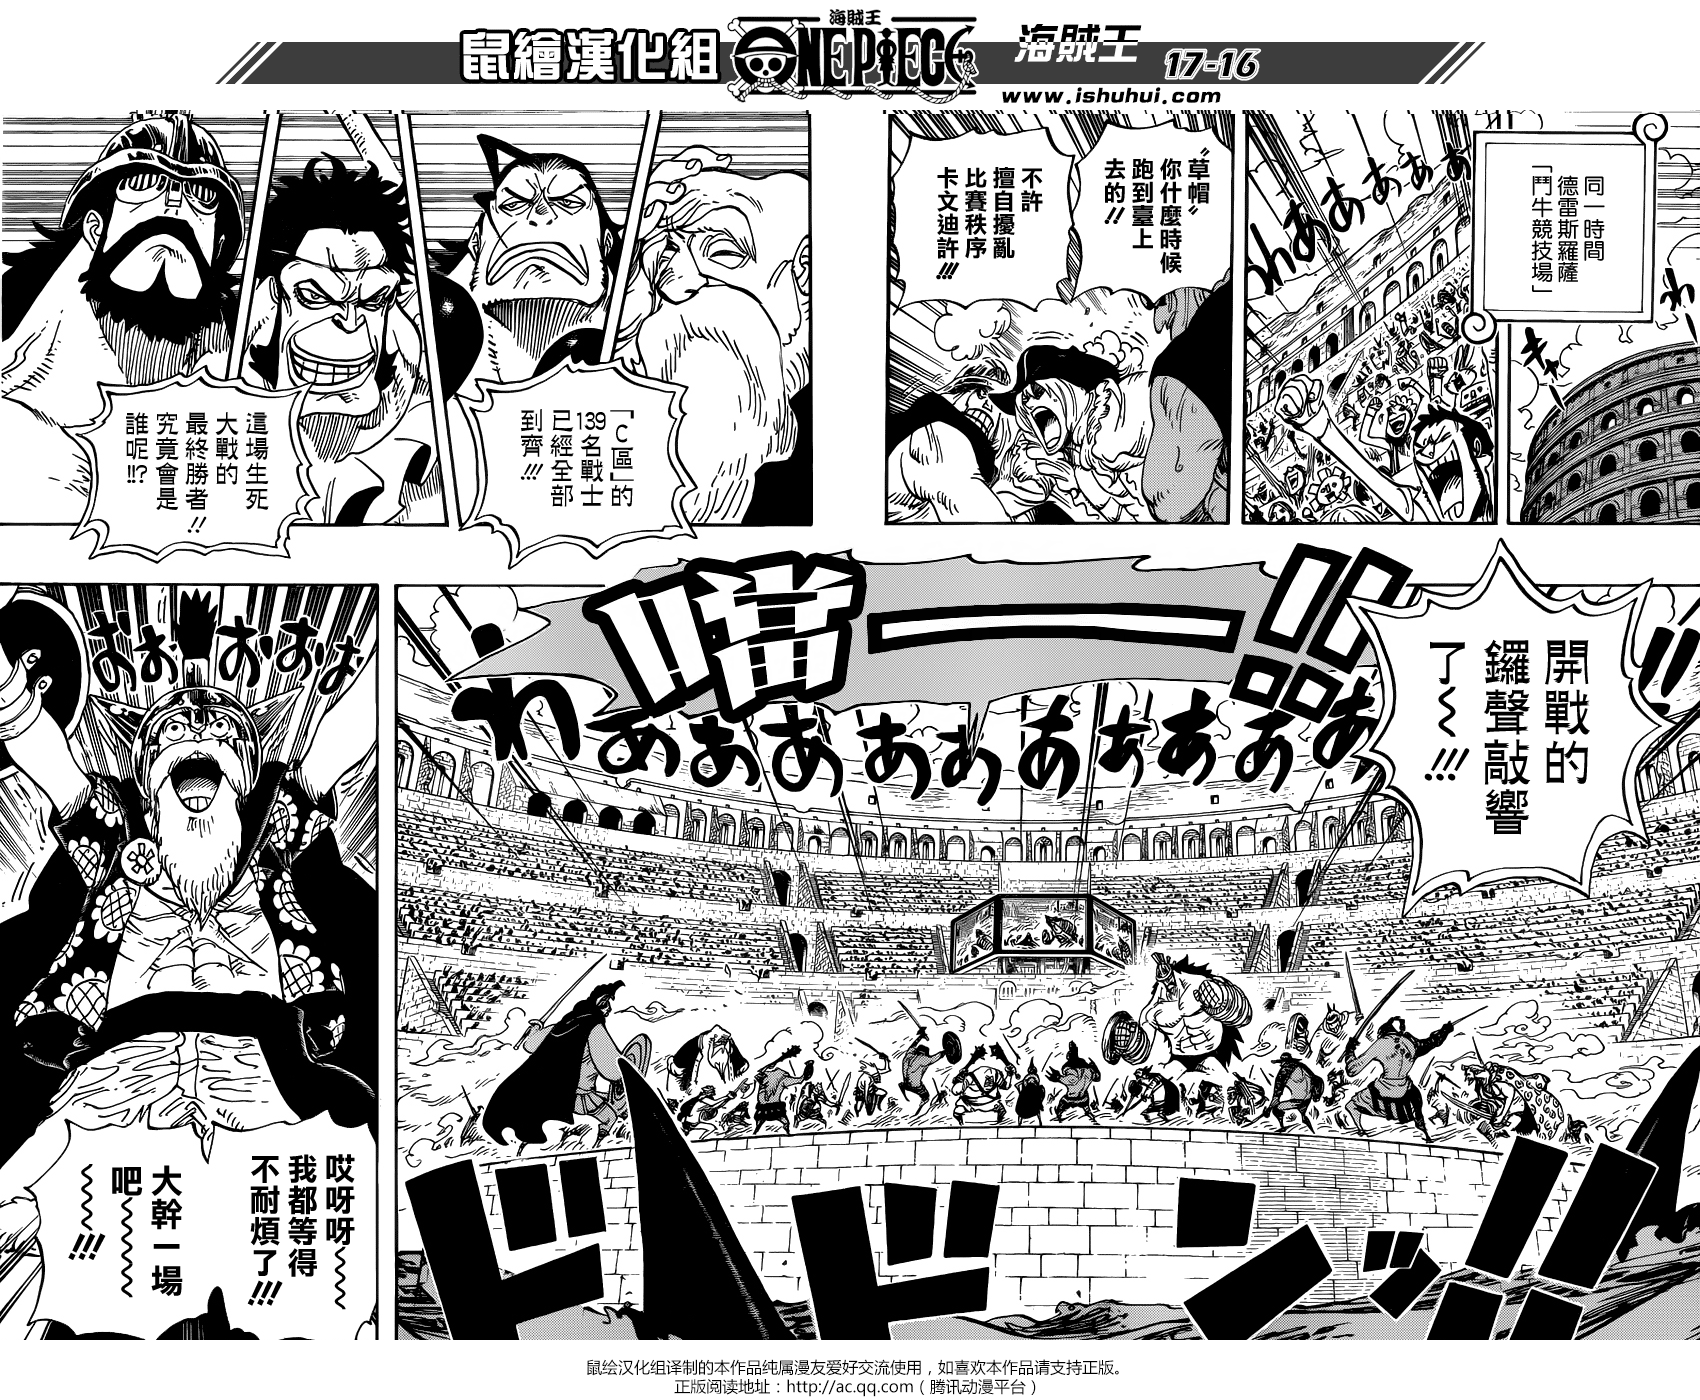 鼠繪漢化組
海賊王
ONE PIECE
海賊王
17-16
www.ishuhui.com
同一時間
德雷斯羅薩
「鬥牛競技場」
わ
きゃー
わあああああ
〝草帽〞
你什麼時候
跑到臺上
去的!!
不許
擅自擾亂
比賽秩序
卡文迪許!!!
「C區」的
139名戰士
已經全部
到齊!!!
這場生死
大戰的
最終勝者!!
究竟會是
誰呢!!?
開戰的
鑼聲敲響
了~~!!!
噹——!!
わああああああああああ
ドドンッ!!
おおおおお
哎呀呀~~
我都等得
不耐煩了!!!
大幹一場
吧~~~
~~~!!!
鼠绘汉化组译制的本作品纯属漫友爱好交流使用，如喜欢本作品请支持正版。
正版阅读地址：http://ac.qq.com（腾讯动漫平台）